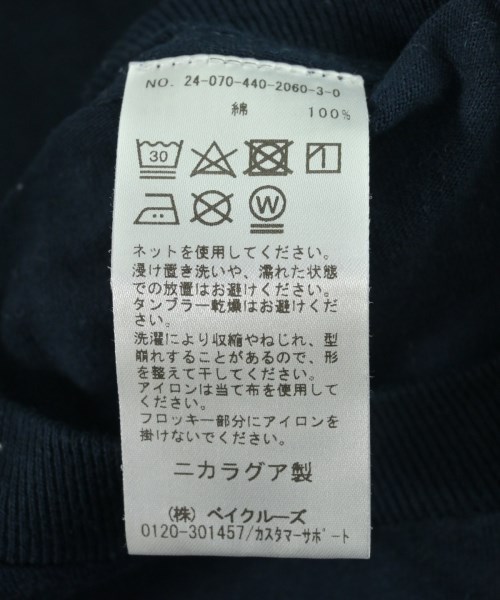 NO. 24-070-440-2060-3-0
綿 100%
30
W
ネットを使用してください。
浸け置き洗いや、濡れた状態
での放置はお避けください。
タンブラー乾燥はお避けくだ
さい。
洗濯により収縮やねじれ、型
崩れすることがあるので、形
を整えて干してください。
アイロンは当て布を使用して
ください。
フロッキー部分にアイロンを
掛けないでください。
ニカラグア製
(株) ベイクルーズ
0120-301457/カスタマーサポート